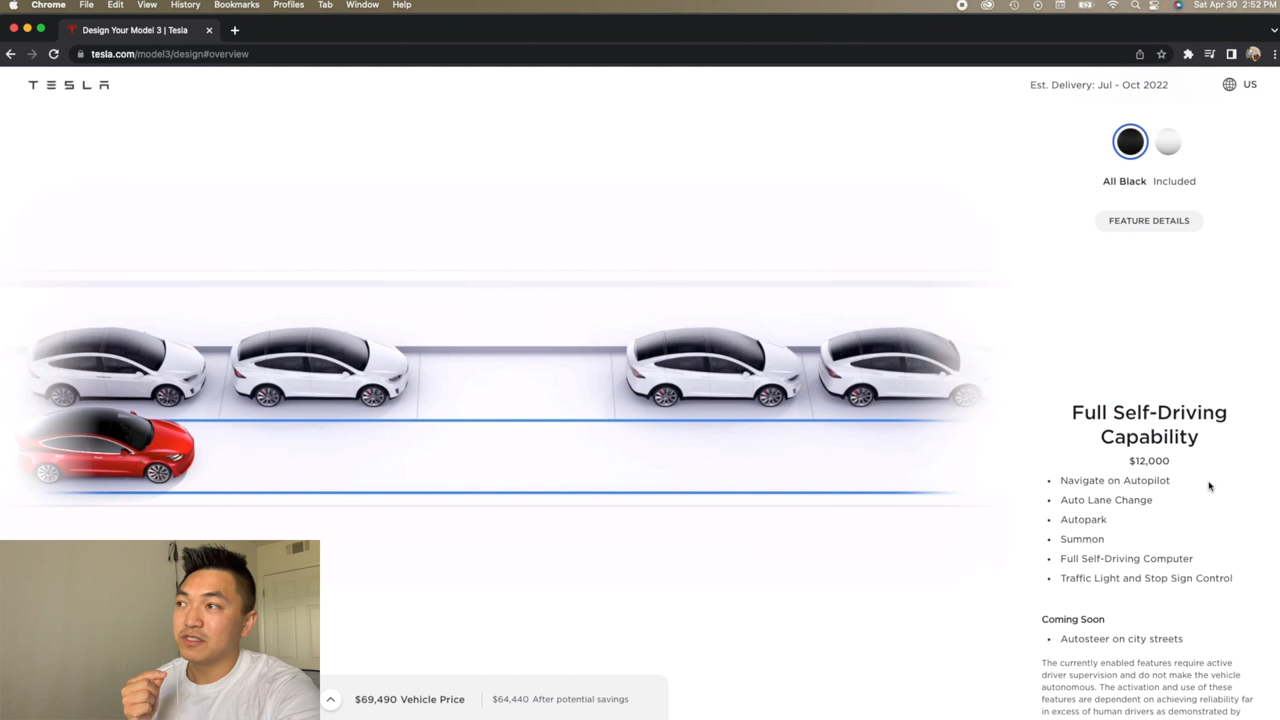 Chrome File Edit View History Bookmarks Profiles Tab Window Help Sat Apr 30 2:52 PM
Design Your Model 3 | Tesla
tesla.com/model3/design#overview
TESLA
Est. Delivery: Jul - Oct 2022
US
All Black Included
FEATURE DETAILS
Full Self-Driving
Capability
$12,000
• Navigate on Autopilot
• Auto Lane Change
• Autopark
• Summon
• Full Self-Driving Computer
• Traffic Light and Stop Sign Control
Coming Soon
• Autosteer on city streets
The currently enabled features require active
driver supervision and do not make the vehicle
autonomous. The activation and use of these
features are dependent on achieving reliability far
in excess of human drivers as demonstrated by
$69,490 Vehicle Price
$64,440 After potential savings